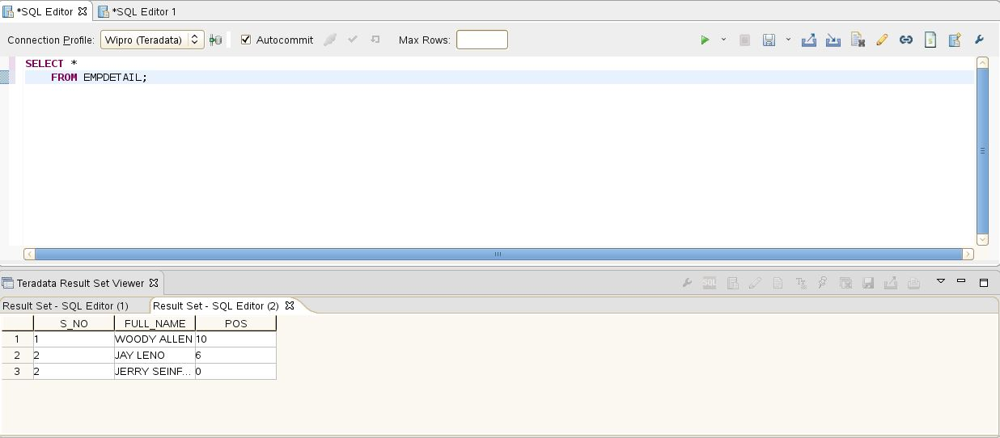 *SQL Editor
*SQL Editor 1
Connection Profile: Wipro (Teradata) Autocommit Max Rows:
SELECT *
FROM EMPDETAIL;
Teradata Result Set Viewer
SQL
Result Set - SQL Editor (1) Result Set - SQL Editor (2)
S_NO FULL_NAME POS
1 1 WOODY ALLEN 10
2 2 JAY LENO 6
3 2 JERRY SEINF... 0